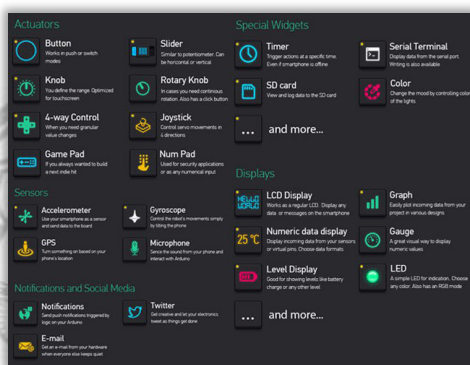 Actuators
Button
Works in push or switch
modes
Slider
Similar to potentiometer. Can
be horizontal or vertical
Knob
You define the range. Optimized
for touchscreen
Rotary Knob
In cases you need continous
rotation. Also has a click button
4-way Control
When you need granular
value changes
Joystick
Control servo movements in
4 directions
Game Pad
If you always wanted to build
a next indie hit
Num Pad
Used for security applications
or as any numerical input
Sensors
Accelerometer
Use your smartphone as a sensor
and send data to the board
Gyroscope
Control the robot's movements simply
by tilting the phone
GPS
Turn something on based on your
phone's location
Microphone
Sence the sound from your phone and
interact with Arduino
Notifications and Social Media
Notifications
Send push notifications triggered by
logic on your Arduino
Twitter
Get creative and let your electronics
tweet as things get done
E-mail
Get an e-mail from your hardware
when everyone else keeps quiet
Special Widgets
Timer
Trigger actions at a specific time.
Even if smartphone is offline
Serial Terminal
Display data from the serial port.
Writing is also available
SD card
View and log data to the SD card
Color
Change the mood by controlling color
of the lights
... and more...
Displays
HELLO
WORLD
LCD Display
Works as a regular LCD. Display any
data or messages on the smartphone
Graph
Easily plot incoming data from your
project in various designs
25 °C
Numeric data display
Display incoming data from your sensors
or virtual pins. Choose data formats
Gauge
A great visual way to display
numeric values
Level Display
Good for showing levels like battery
charge or any other level
LED
A simple LED for indication. Choose
any color. Also has an RGB mode
... and more...